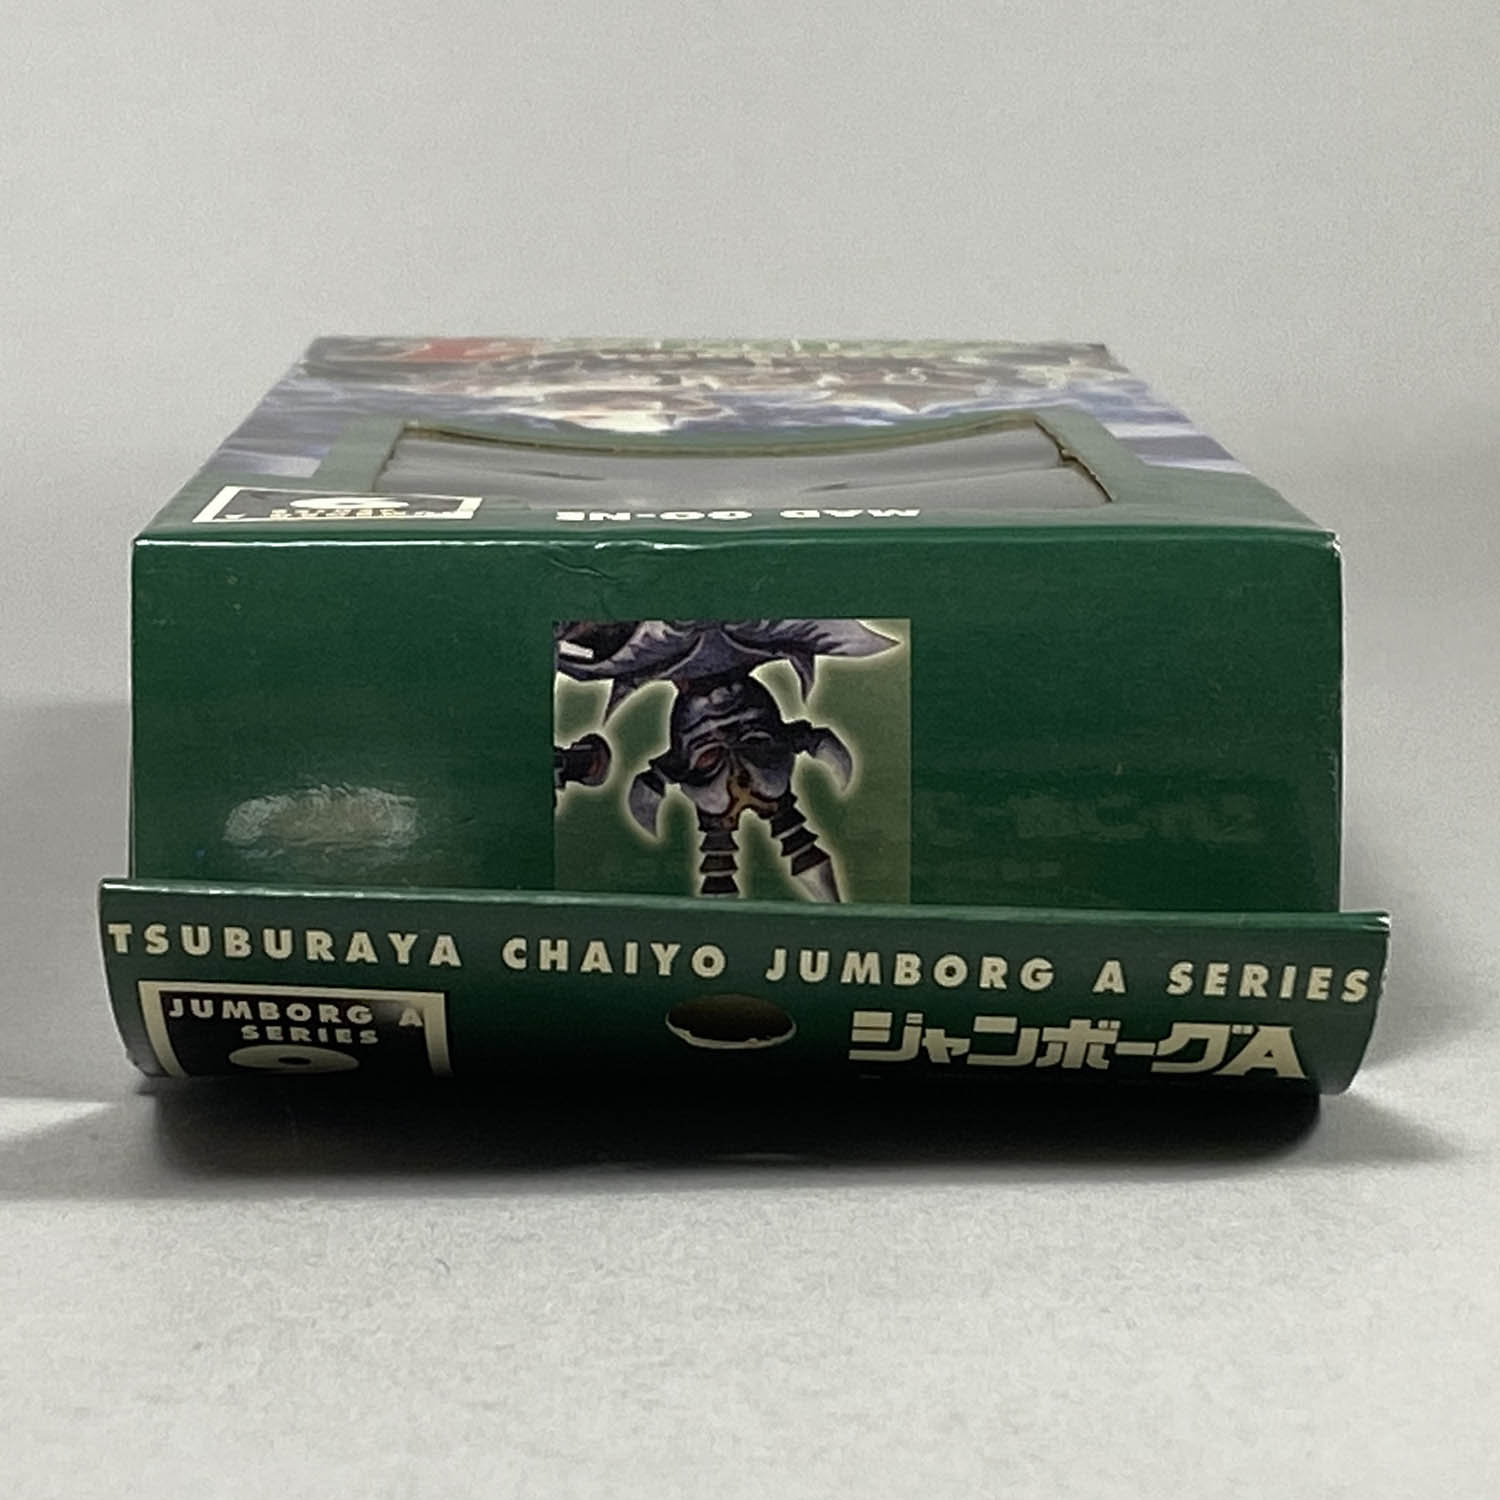 MAD GO-NE
TSUBURAYA CHAIYO JUMBORG A SERIES
JUMBORG A
SERIES
ジャンボーグA